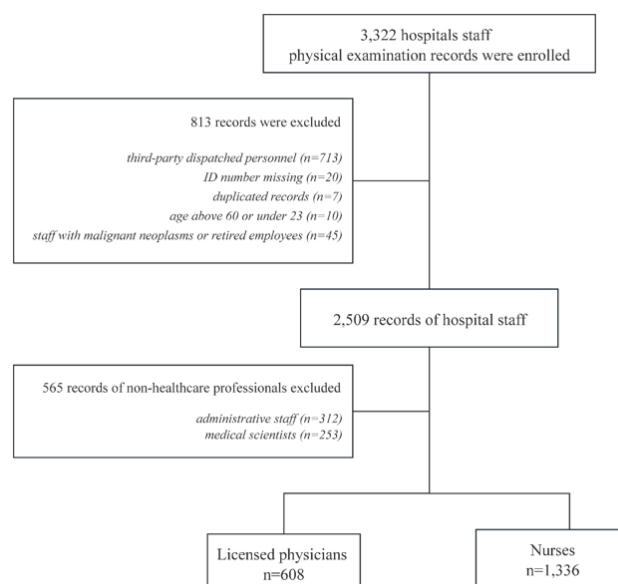 3,322 hospitals staff
physical examination records were enrolled
813 records were excluded
third-party dispatched personnel (n=713)
ID number missing (n=20)
duplicated records (n=7)
age above 60 or under 23 (n=10)
staff with malignant neoplasms or retired employees (n=45)
2,509 records of hospital staff
565 records of non-healthcare professionals excluded
administrative staff (n=312)
medical scientists (n=253)
Licensed physicians
n=608
Nurses
n=1,336